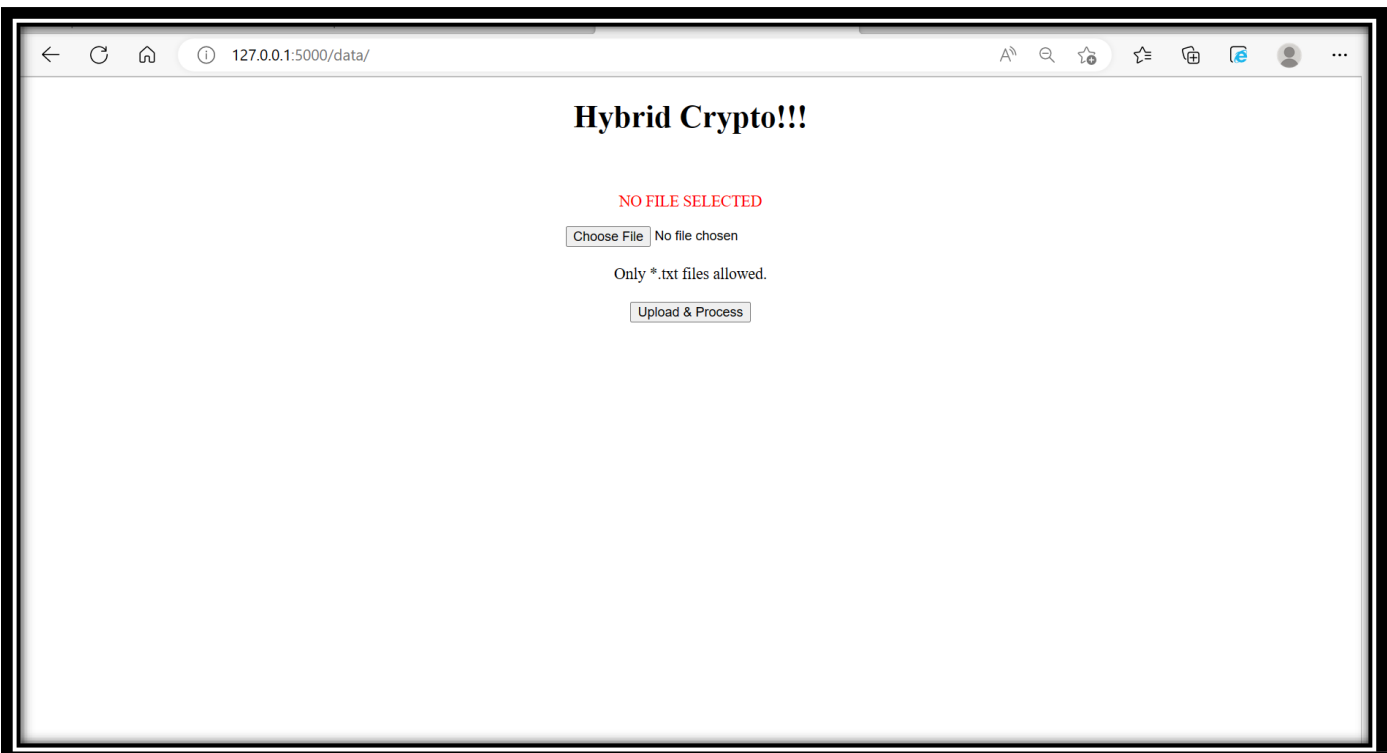 127.0.0.1:5000/data/
Hybrid Crypto!!!
NO FILE SELECTED
Choose File No file chosen
Only *.txt files allowed.
Upload & Process